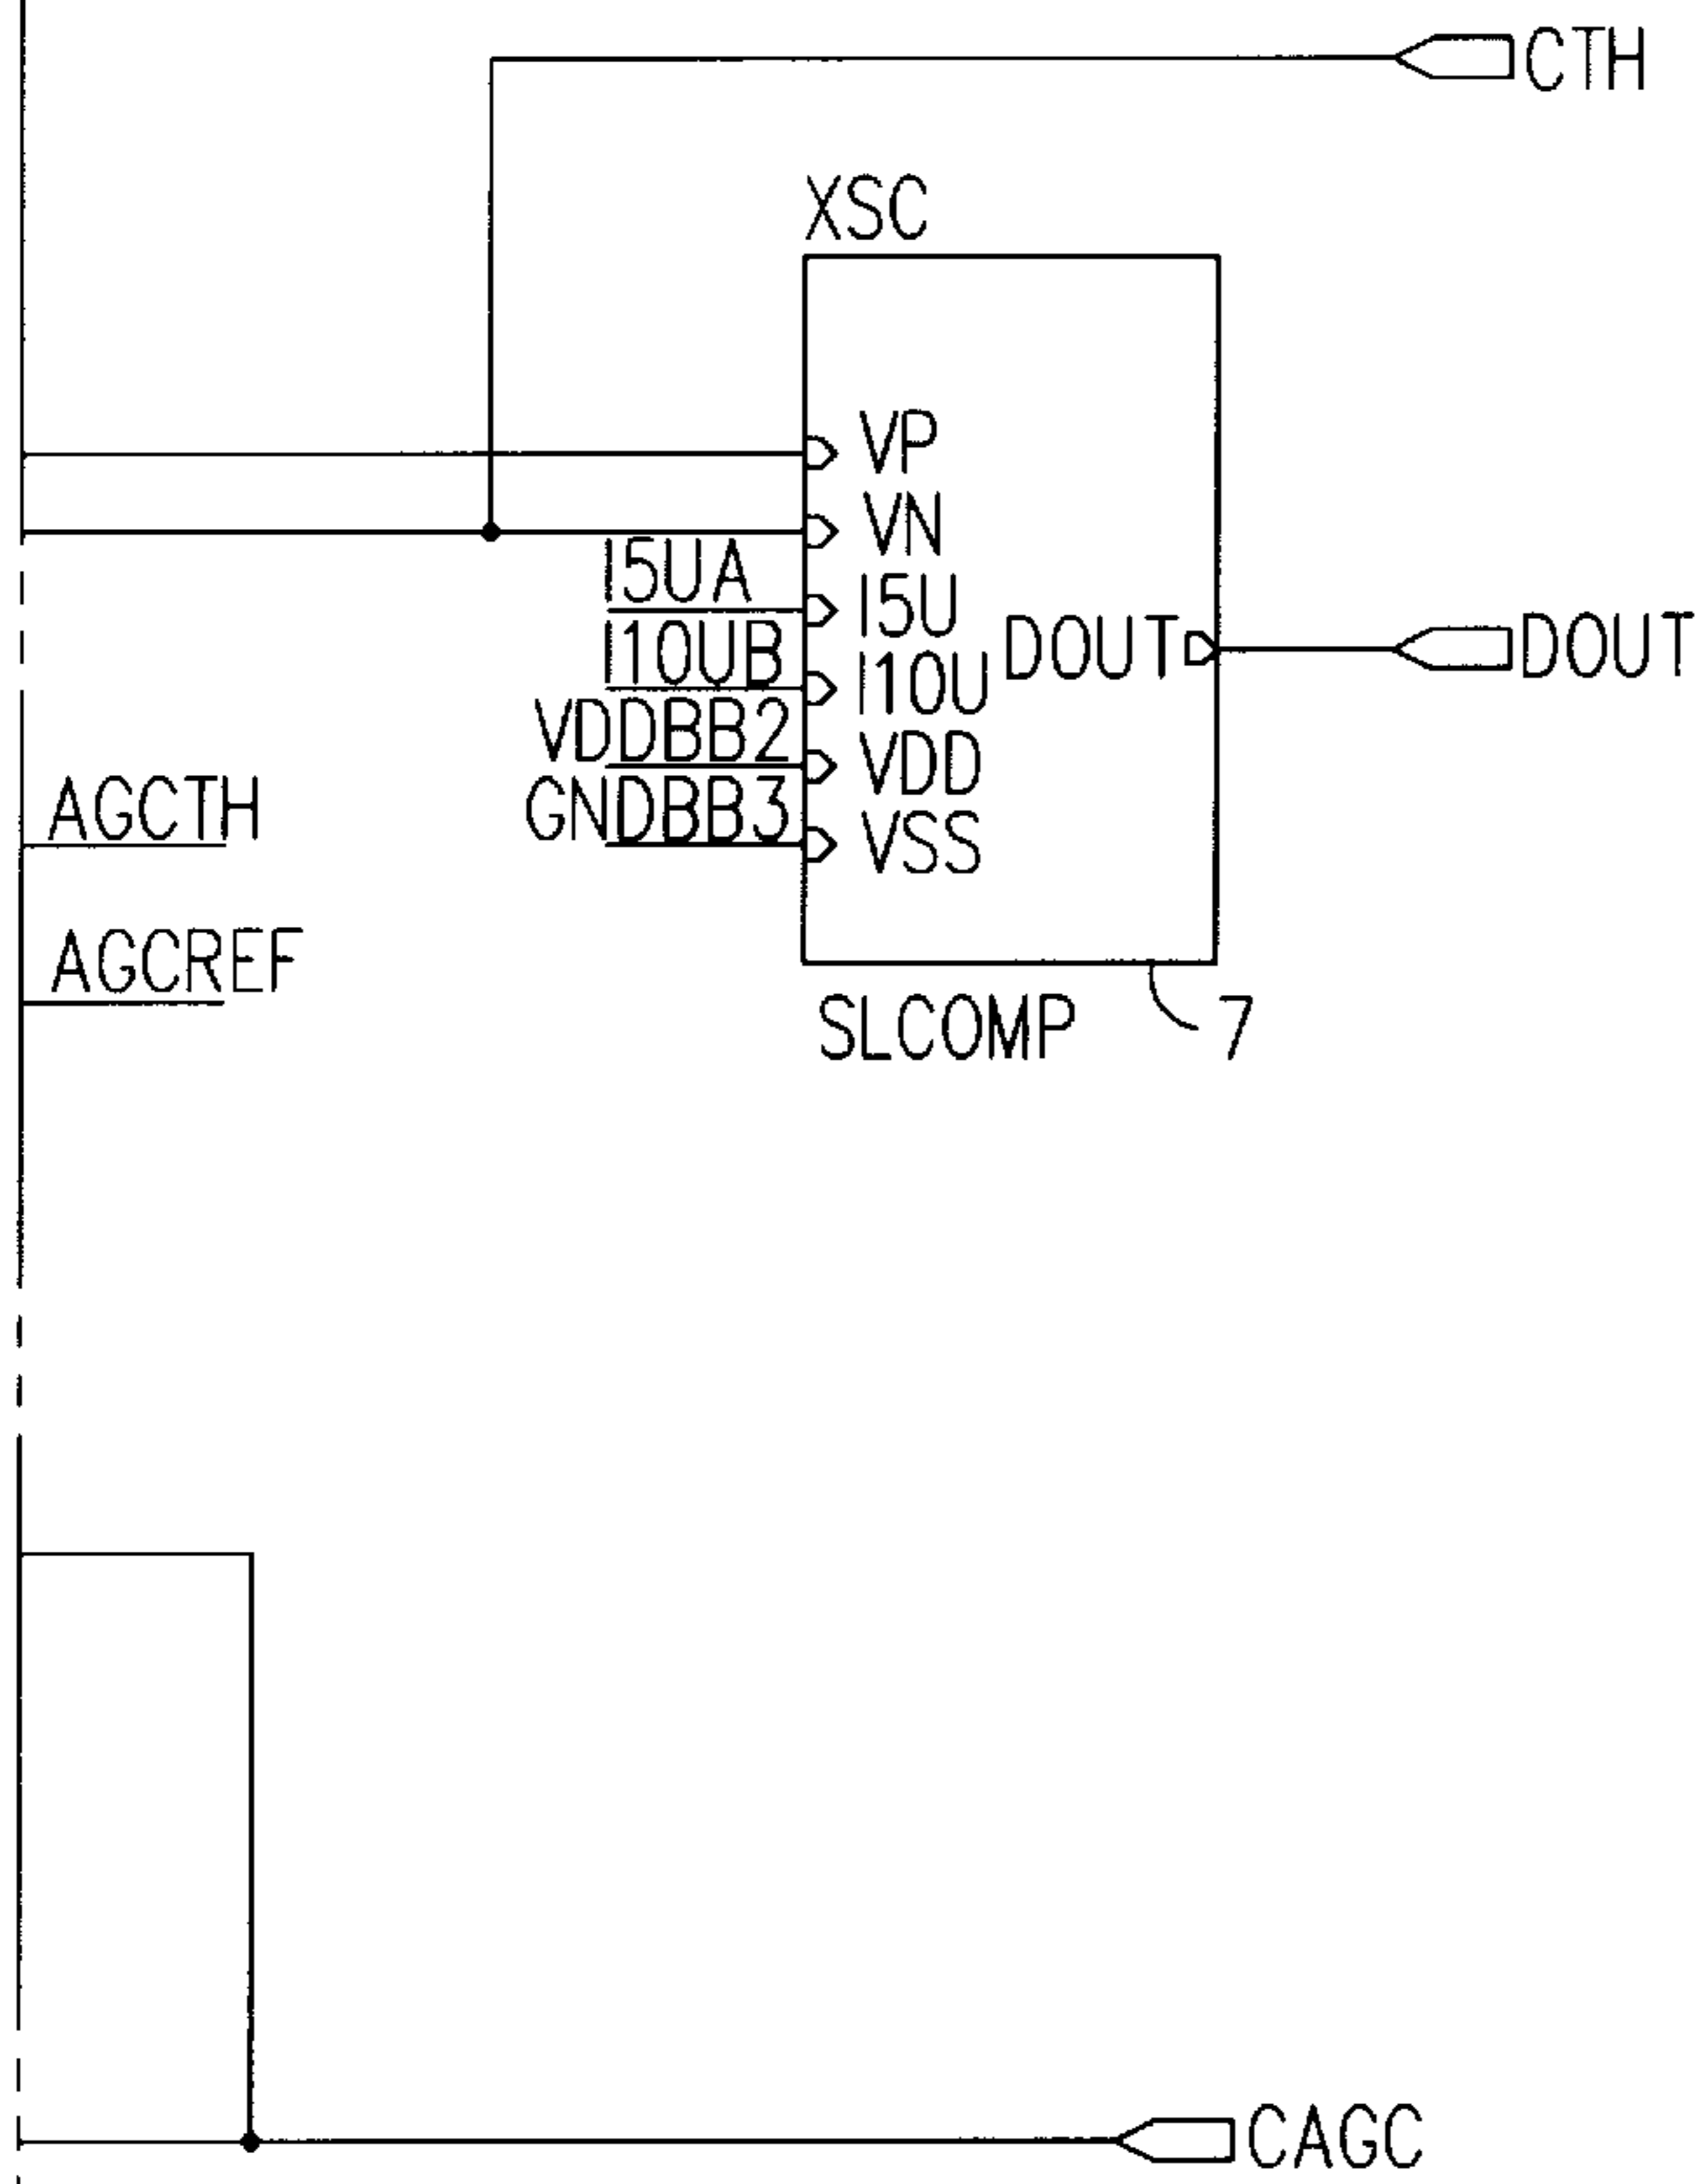 CTH
XSC
VP
VN
I5UA
I5U
I10UB
I10U
DOUT
DOUT
VDDBB2
VDD
GNDBB3
VSS
AGCTH
AGCREF
SLCOMP
7
CAGC